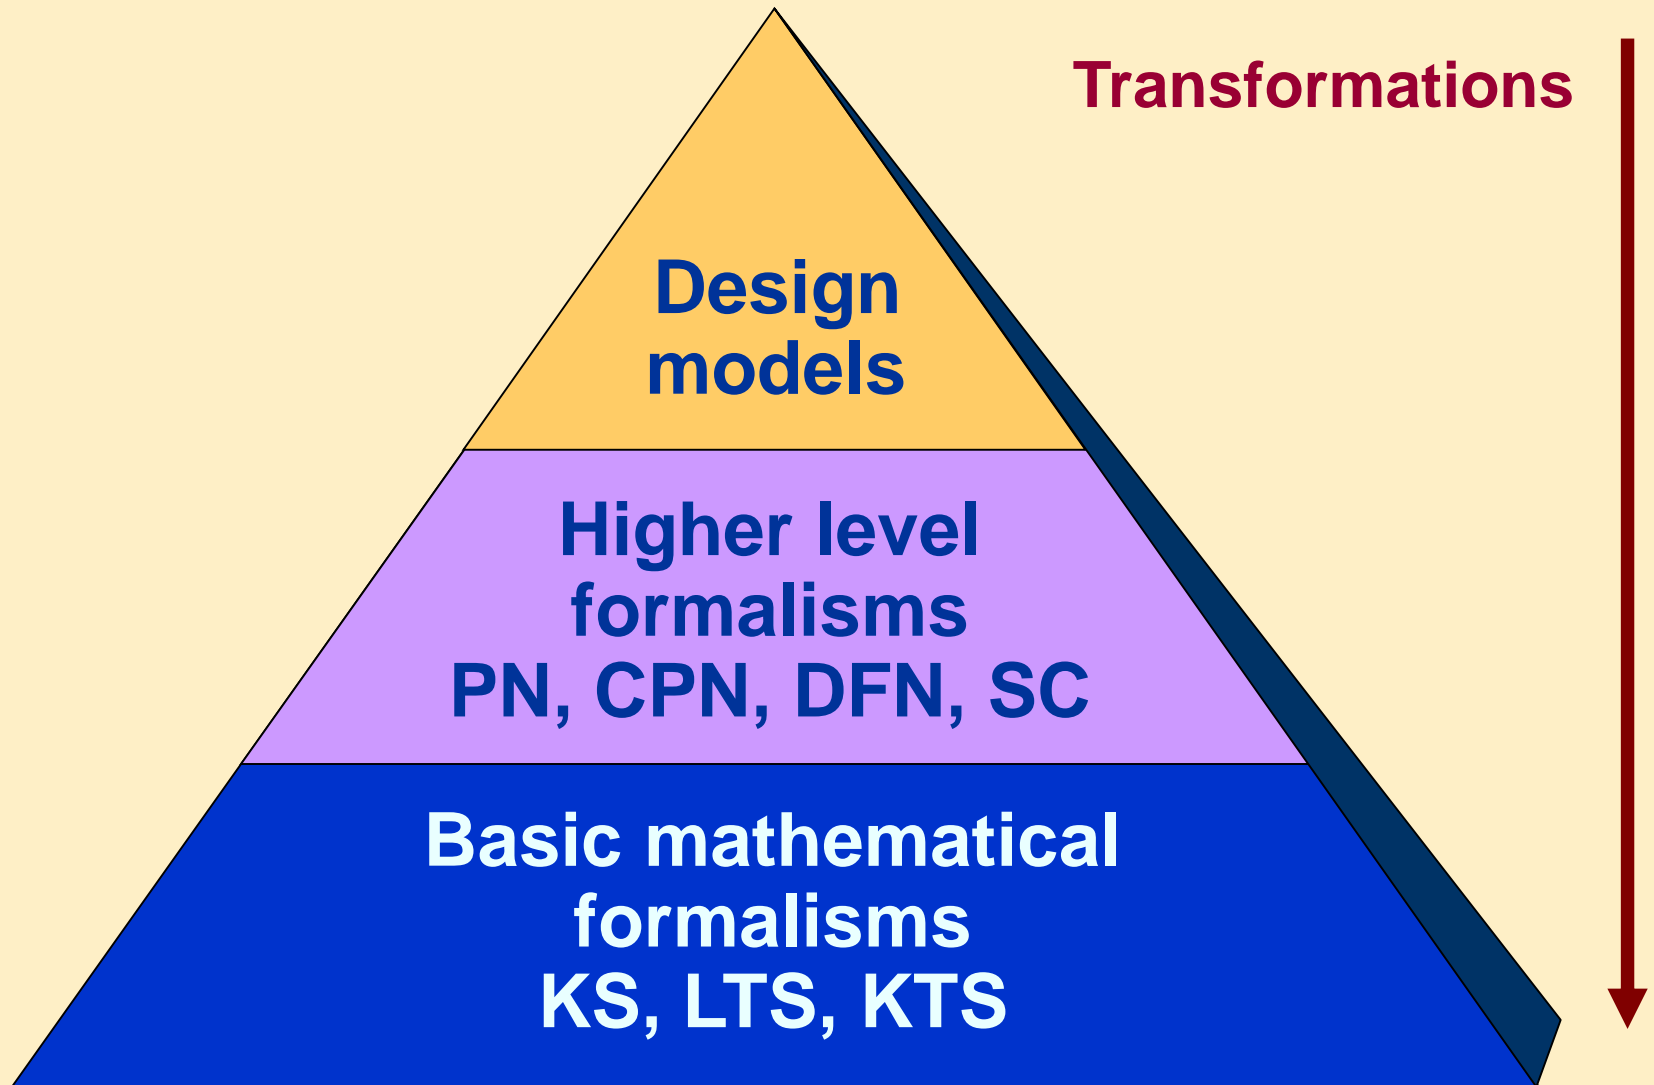 Transformations
Design
models
Higher level
formalisms
PN, CPN, DFN, SC
Basic mathematical
formalisms
KS, LTS, KTS